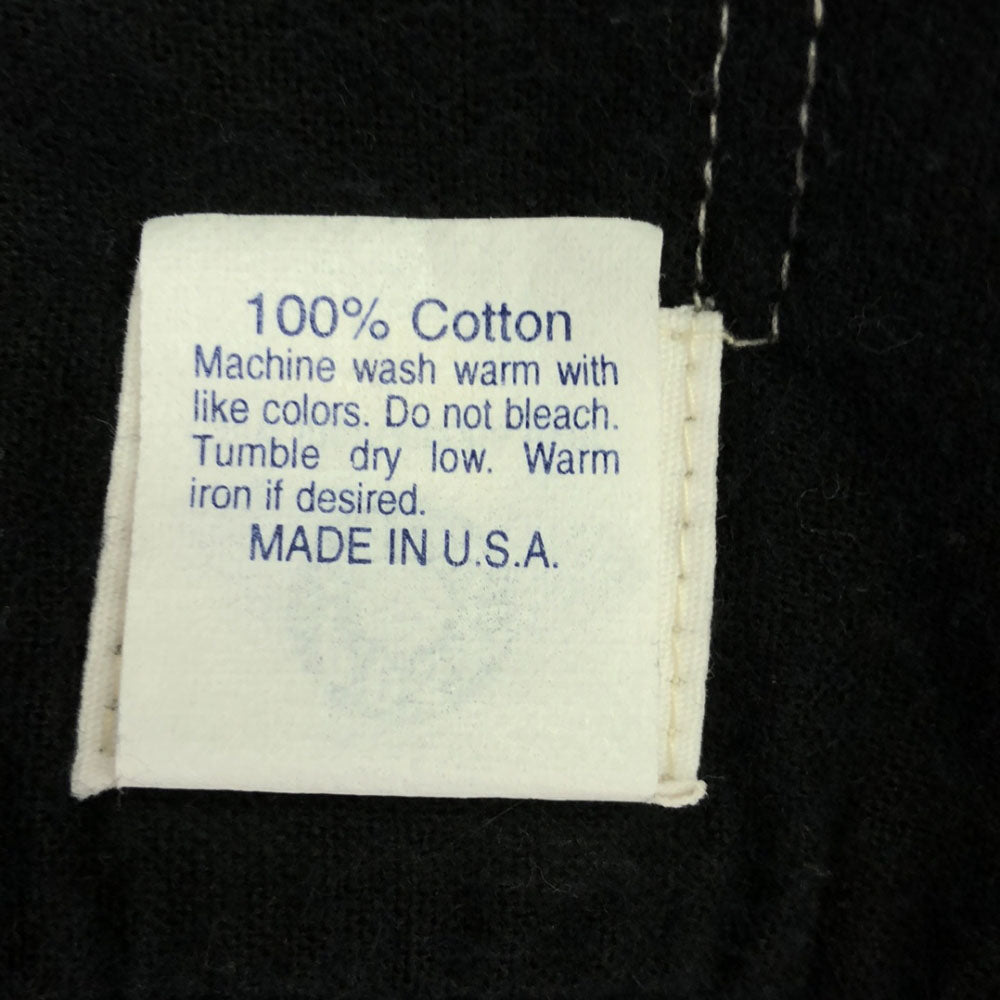 100% Cotton
Machine wash warm with
like colors. Do not bleach.
Tumble dry low. Warm
iron if desired.
MADE IN U.S.A.